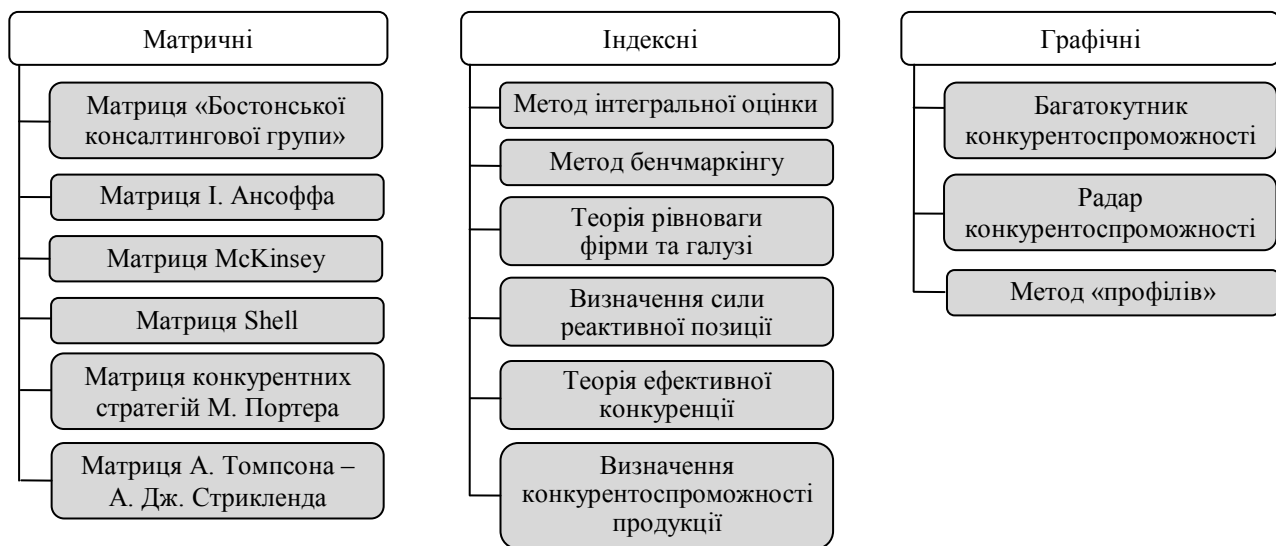 Матричні
Матриця «Бостонської
консалтингової групи»
Матриця І. Ансоффа
Матриця McKinsey
Матриця Shell
Матриця конкурентних
стратегій М. Портера
Матриця А. Томпсона –
А. Дж. Стрикленда
Індексні
Метод інтегральної оцінки
Метод бенчмаркінгу
Теорія рівноваги
фірми та галузі
Визначення сили
реактивної позиції
Теорія ефективної
конкуренції
Визначення
конкурентоспроможності
продукції
Графічні
Багатокутник
конкурентоспроможності
Радар
конкурентоспроможності
Метод «профілів»